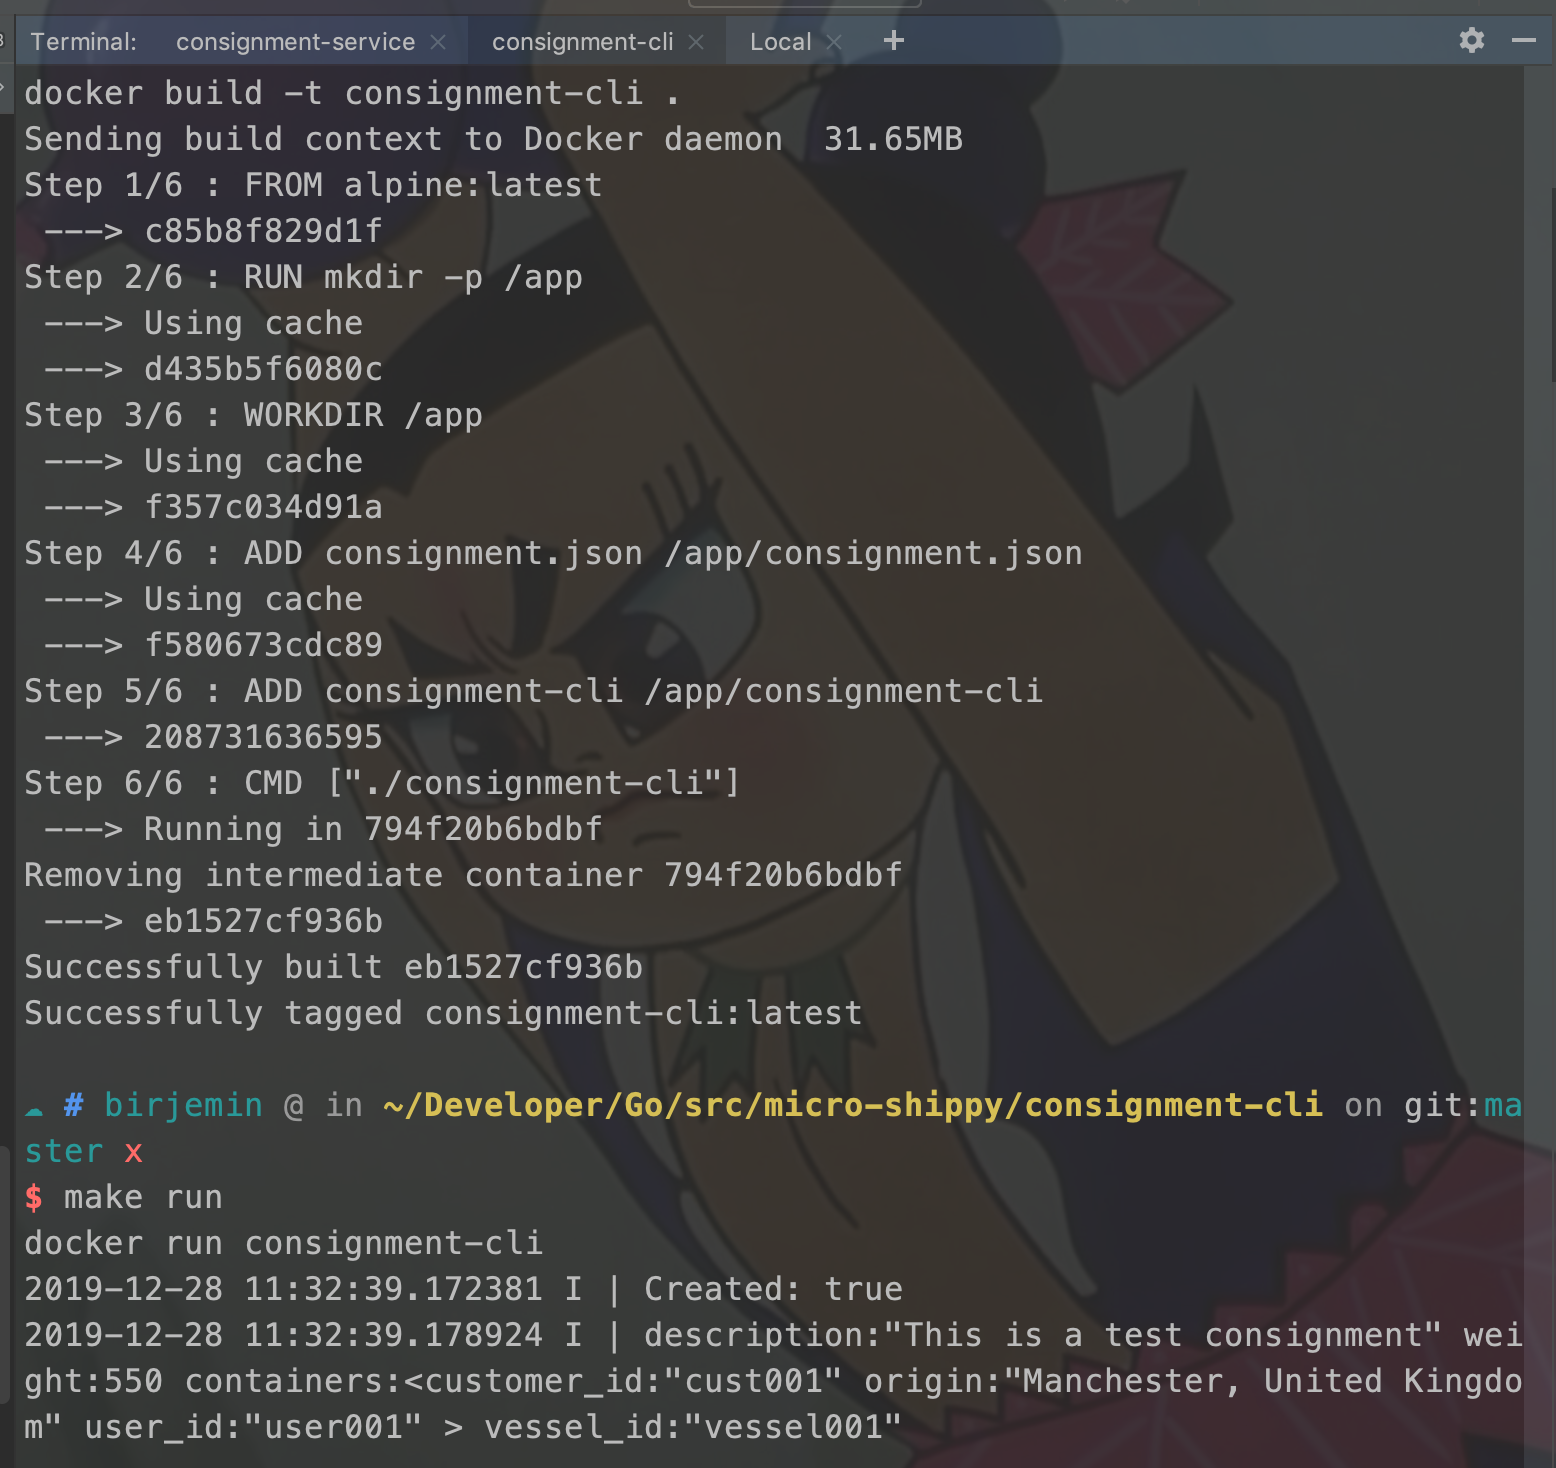 Terminal: consignment-service × consignment-cli × Local × +
docker build -t consignment-cli .
Sending build context to Docker daemon  31.65MB
Step 1/6 : FROM alpine:latest
 ---> c85b8f829d1f
Step 2/6 : RUN mkdir -p /app
 ---> Using cache
 ---> d435b5f6080c
Step 3/6 : WORKDIR /app
 ---> Using cache
 ---> f357c034d91a
Step 4/6 : ADD consignment.json /app/consignment.json
 ---> Using cache
 ---> f580673cdc89
Step 5/6 : ADD consignment-cli /app/consignment-cli
 ---> 208731636595
Step 6/6 : CMD ["./consignment-cli"]
 ---> Running in 794f20b6bdbf
Removing intermediate container 794f20b6bdbf
 ---> eb1527cf936b
Successfully built eb1527cf936b
Successfully tagged consignment-cli:latest
☁ # birjemin @ in ~/Developer/Go/src/micro-shippy/consignment-cli on git:ma
ster x
$ make run
docker run consignment-cli
2019-12-28 11:32:39.172381 I | Created: true
2019-12-28 11:32:39.178924 I | description:"This is a test consignment" wei
ght:550 containers:<customer_id:"cust001" origin:"Manchester, United Kingdo
m" user_id:"user001" > vessel_id:"vessel001"